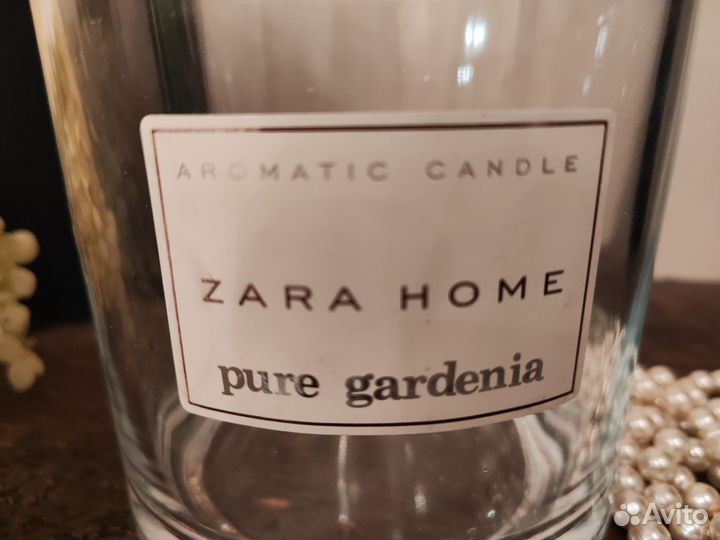 AROMATIC CANDLE
ZARA HOME
pure gardenia
Avito